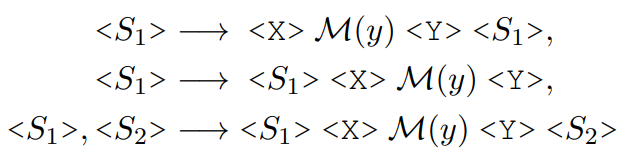 <S₁> ⟶ <X> ℳ(y) <Y> <S₁>,
<S₁> ⟶ <S₁> <X> ℳ(y) <Y>,
<S₁>, <S₂> ⟶ <S₁> <X> ℳ(y) <Y> <S₂>